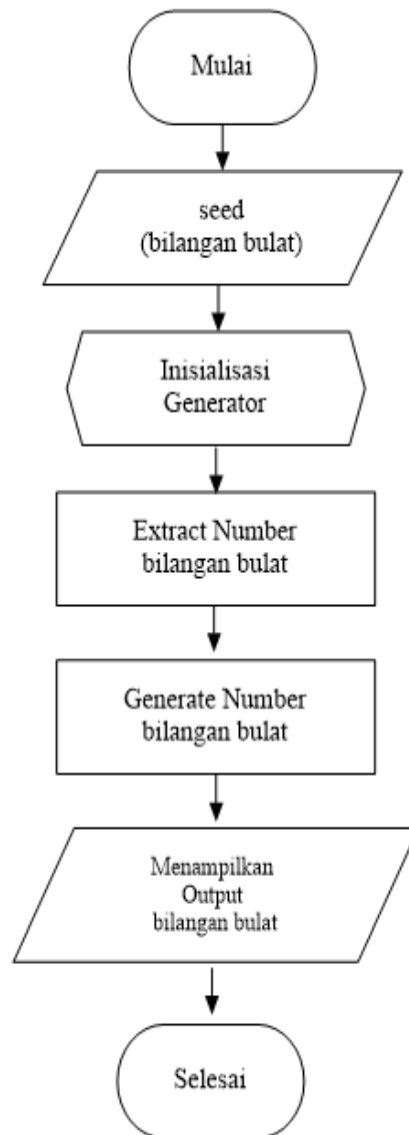 Mulai
seed
(bilangan bulat)
Inisialisasi
Generator
Extract Number
bilangan bulat
Generate Number
bilangan bulat
Menampilkan
Output
bilangan bulat
Selesai